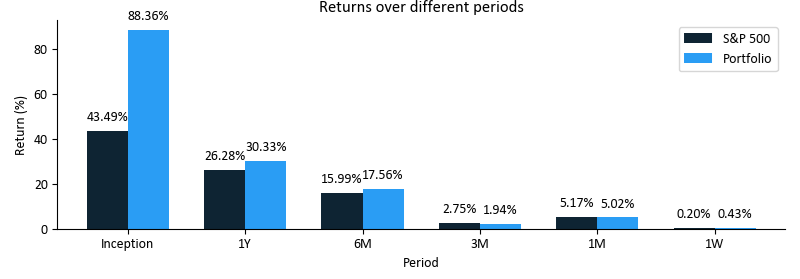 Returns over different periods
88.36%
S&P 500
Portfolio
80
60
43.49%
40
26.28% 30.33%
15.99% 17.56%
20
2.75% 1.94%
5.17% 5.02%
0.20% 0.43%
0
Return (%)
Inception 1Y 6M 3M 1M 1W
Period